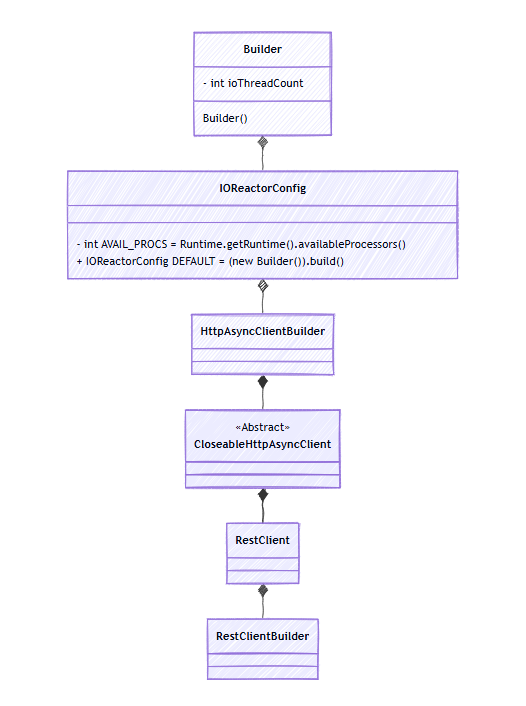 Builder
- int ioThreadCount
Builder()
IOReactorConfig
- int AVAIL_PROCS = Runtime.getRuntime().availableProcessors()
+ IOReactorConfig DEFAULT = (new Builder()).build()
HttpAsyncClientBuilder
«Abstract»
CloseableHttpAsyncClient
RestClient
RestClientBuilder